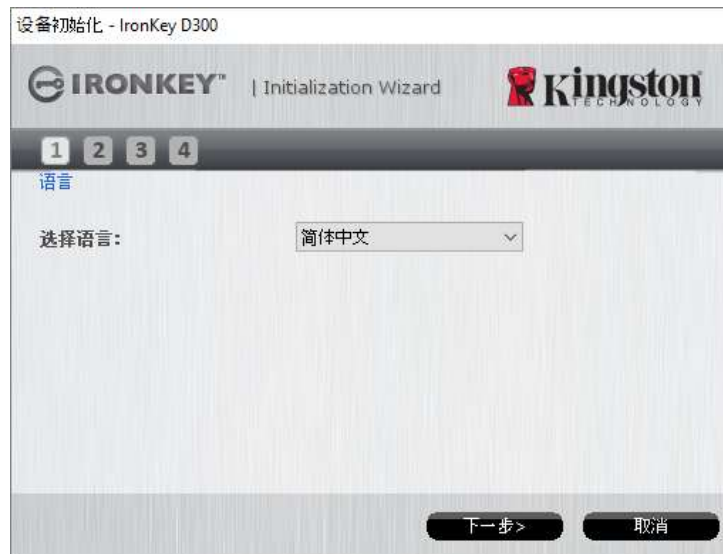 设备初始化 - IronKey D300
IRONKEY™ | Initialization Wizard Kingston
TECHNOLOGY
1 2 3 4
语言
选择语言: 简体中文
下一步> 取消